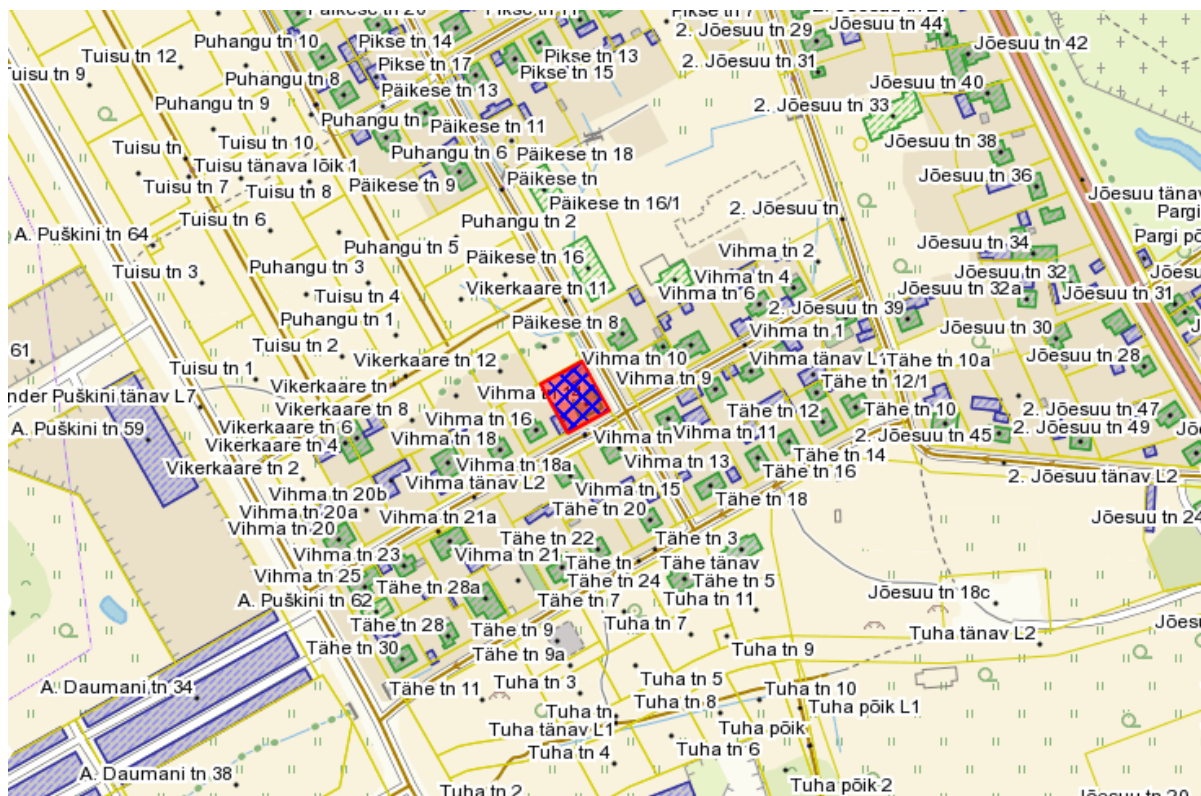 Päikese tn 20
Pikse tn 11
Pikse tn 7
Jõesuu tn 44
Puhangu tn 10
Pikse tn 14
2. Jõesuu tn 29
Jõesuu tn 42
Tuisu tn 12
Pikse tn 13
Tuisu tn 9
Pikse tn 17
Pikse tn 15
2. Jõesuu tn 31
Puhangu tn 8
Jõesuu tn 40
Päikese tn 13
Puhangu tn 9
2. Jõesuu tn 33
Puhangu tn
Päikese tn 11
Tuisu tn
Tuisu tn 10
Jõesuu tn 38
Puhangu tn 6
Päikese tn 18
Tuisu tänava lõik 1
Päikese tn
Jõesuu tn 36
Tuisu tn 7
Tuisu tn 8
Päikese tn 9
Päikese tn 16/1
Jõesuu tänav
2. Jõesuu tn
Tuisu tn 6
Puhangu tn 2
A. Puškini tn 64
Puhangu tn 5
Vihma tn 2
Jõesuu tn 34
Päikese tn 16
Vihma tn 4
Tuisu tn 3
Puhangu tn 3
Jõesuu tn 32
Vikerkaare tn 11
Vihma tn 6
Jõesuu tn 32a
Jõesuu tn 31
Tuisu tn 4
2. Jõesuu tn 39
Puhangu tn 1
Päikese tn 8
Vihma tn 1
Jõesuu tn 30
61
Tuisu tn 2
Vikerkaare tn 12
Vihma tn 10
Vihma tänav L1
Tähe tn 10a
Jõesuu tn 28
Tuisu tn 1
Vikerkaare tn
Vihma tn 9
Tähe tn 12/1
nder Puškini tänav L7
Vikerkaare tn 8
Vihma tn 16
Tähe tn 12
Tähe tn 10
2. Jõesuu tn 47
A. Puškini tn 59
Vikerkaare tn 6
Vihma tn 18
Vihma tn
Vihma tn 11
2. Jõesuu tn 45
2. Jõesuu tn 49
Vikerkaare tn 4
Tähe tn 14
Vikerkaare tn 2
Vihma tn 18a
Vihma tn 13
Tähe tn 16
2. Jõesuu tänav L2
Vihma tänav L2
Vihma tn 20b
Vihma tn 15
Tähe tn 18
Vihma tn 20a
Tähe tn 20
Jõesuu tn 24
Vihma tn 20
Vihma tn 21a
Tähe tn 22
Tähe tn 3
Vihma tn 23
Vihma tn 21
Tähe tn
Tähe tänav
Vihma tn 25
Tähe tn 28a
Tähe tn 24
Tähe tn 5
A. Puškini tn 62
Tähe tn 7
Tuha tn 11
Jõesuu tn 18c
Tähe tn 28
Tähe tn 9
Tuha tn 7
Tuha tänav L2
Tähe tn 30
Tähe tn 9a
Tuha tn 9
A. Daumani tn 34
Tähe tn 11
Tuha tn 3
Tuha tn 5
Tuha tn 10
Tuha tn
Tuha tn 8
Tuha põik L1
Tuha tänav L1
Tuha põik
Tuha tn 4
Tuha tn 6
A. Daumani tn 38
Tuha tn 2
Tuha põik 2
Jõesuu tn 20